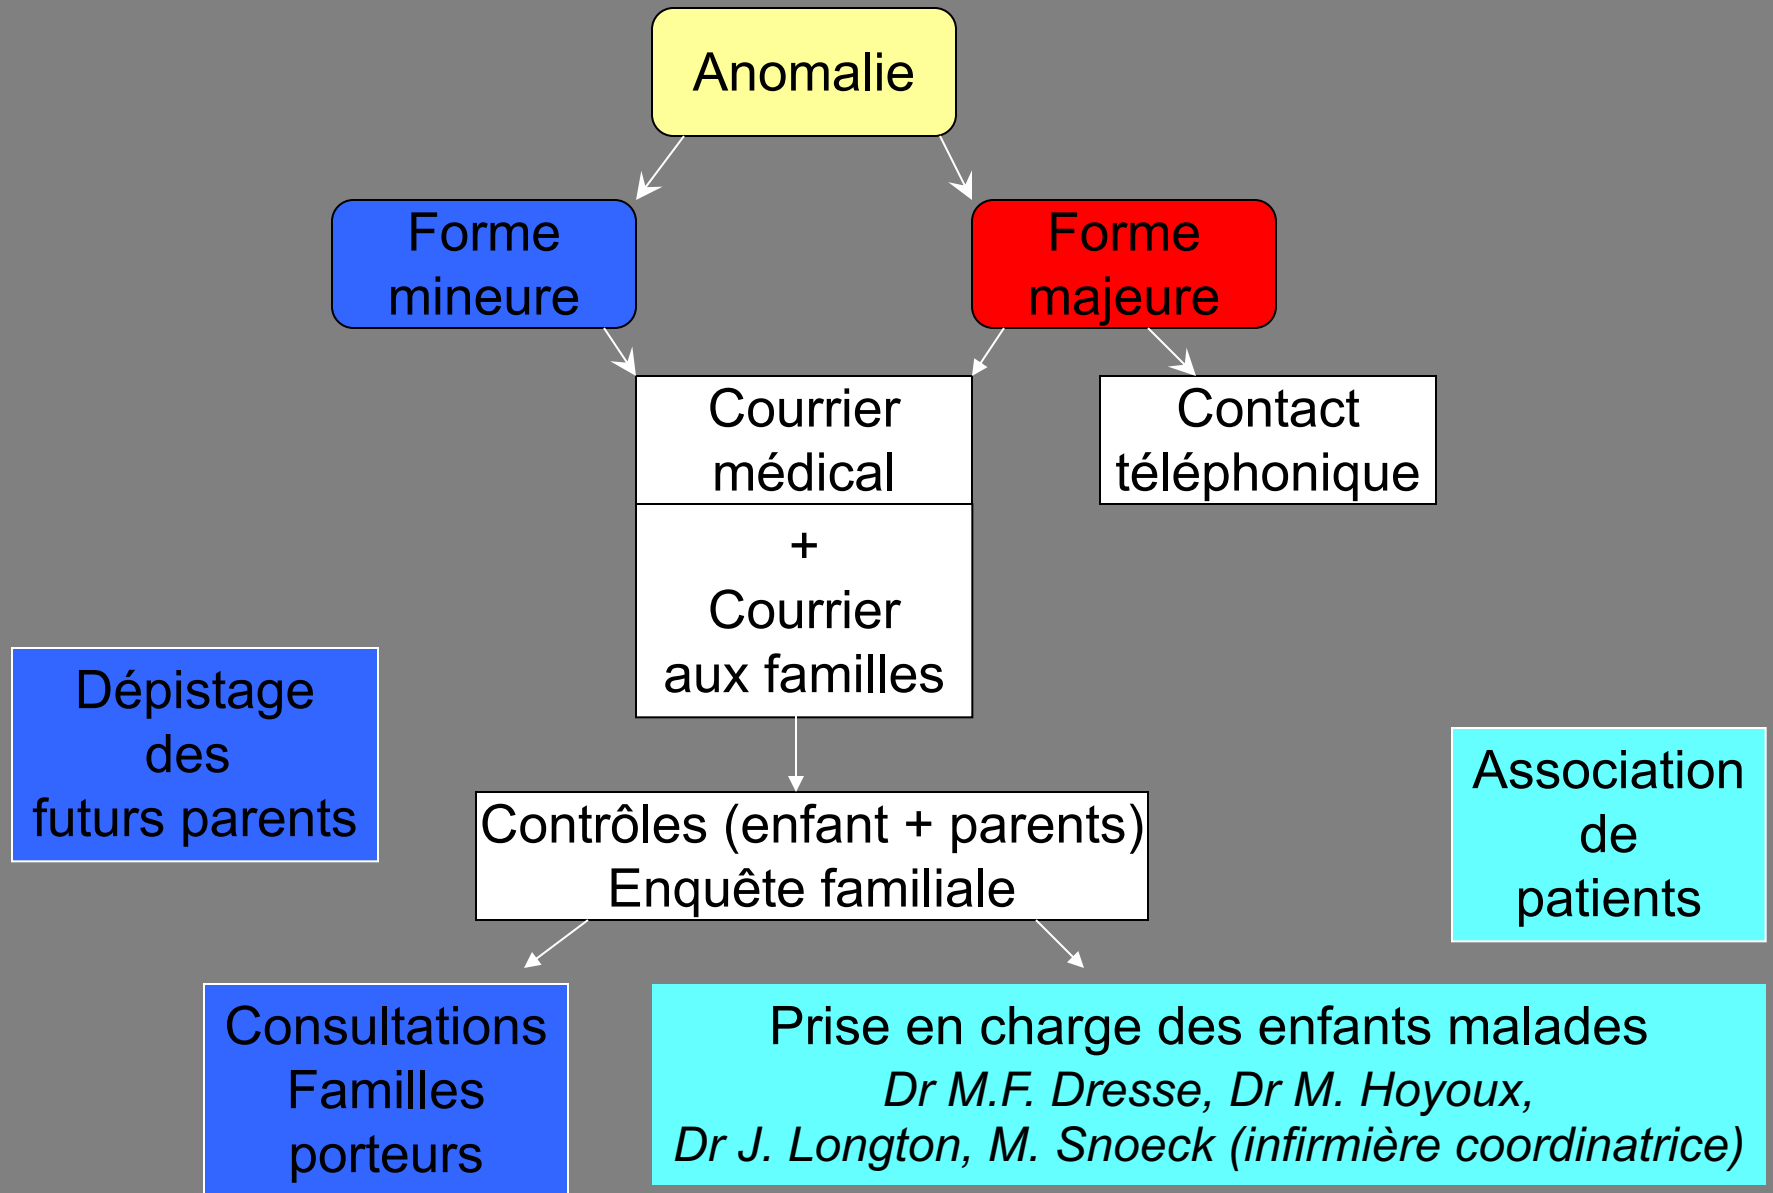 Anomalie
Forme
mineure
Forme
majeure
Courrier
médical
Contact
téléphonique
+
Courrier
aux familles
Dépistage
des
futurs parents
Association
de
patients
Contrôles (enfant + parents)
Enquête familiale
Consultations
Familles
porteurs
Prise en charge des enfants malades
Dr M.F. Dresse, Dr M. Hoyoux,
Dr J. Longton, M. Snoeck (infirmière coordinatrice)